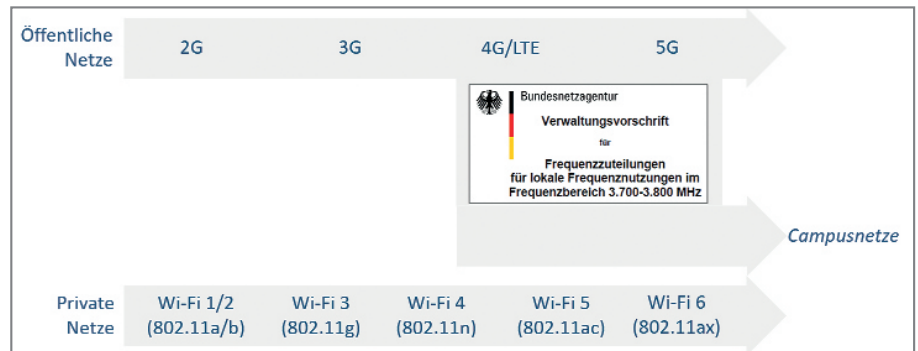 Öffentliche
Netze
2G
3G
4G/LTE
5G
Bundesnetzagentur
Verwaltungsvorschrift
für
Frequenzzuteilungen
für lokale Frequenznutzungen im
Frequenzbereich 3.700-3.800 MHz
Campusnetze
Private
Netze
Wi-Fi 1/2
(802.11a/b)
Wi-Fi 3
(802.11g)
Wi-Fi 4
(802.11n)
Wi-Fi 5
(802.11ac)
Wi-Fi 6
(802.11ax)